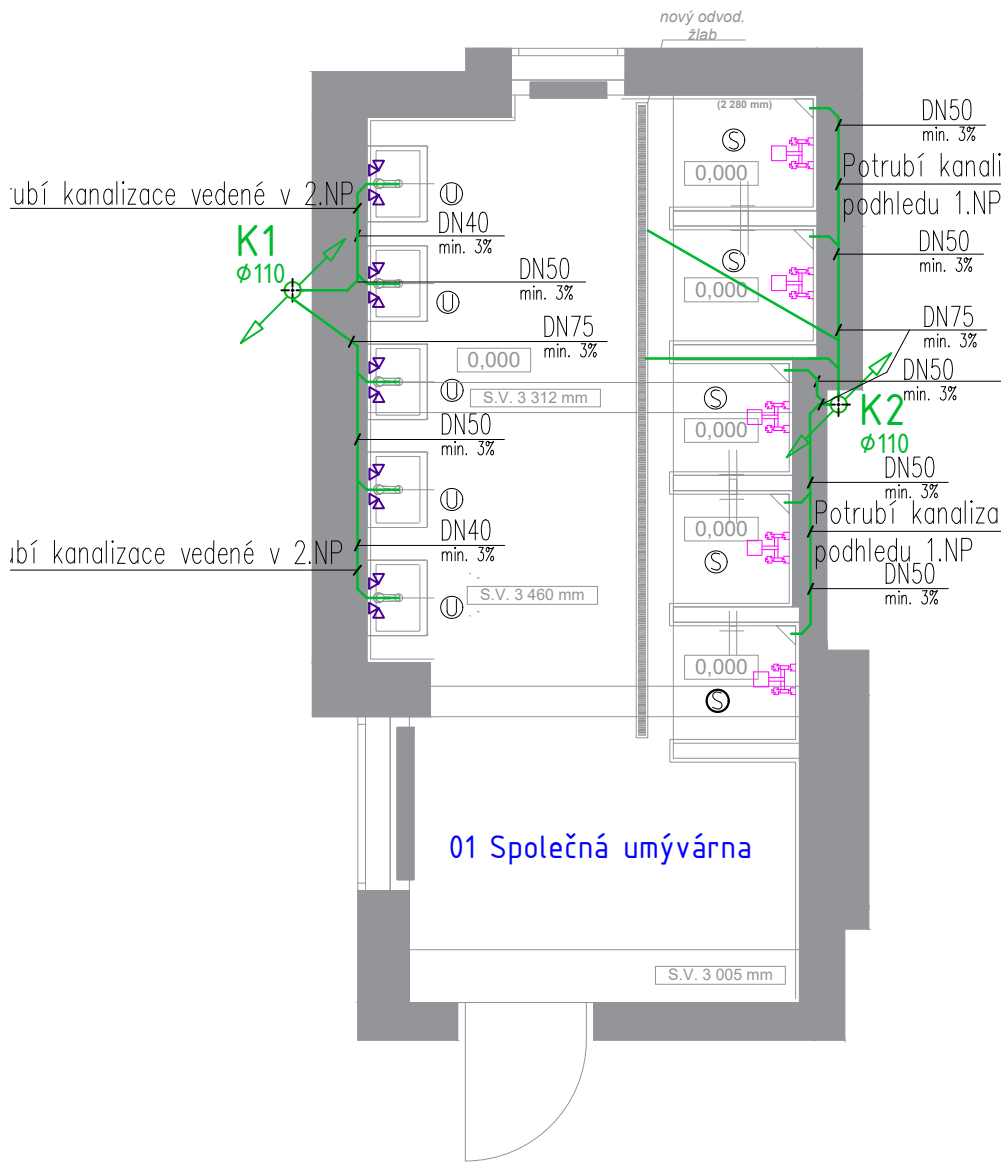 nový odvod.
žlab
(2 280 mm)
DN50
min. 3%
S
0,000
Potrubí kanali
podhledu 1.NP
rubí kanalizace vedené v 2.NP
U
DN40
min. 3%
K1
Φ110
DN50
min. 3%
S
0,000
DN50
min. 3%
U
DN75
min. 3%
DN75
min. 3%
0,000
U
S.V. 3 312 mm
S
DN50
min. 3%
K2
Φ110
0,000
DN50
min. 3%
DN50
min. 3%
U
Potrubí kanaliza
podhledu 1.NP
0,000
DN40
min. 3%
ubí kanalizace vedené v 2.NP
S
DN50
min. 3%
S.V. 3 460 mm
U
0,000
S
01 Společná umývárna
S.V. 3 005 mm